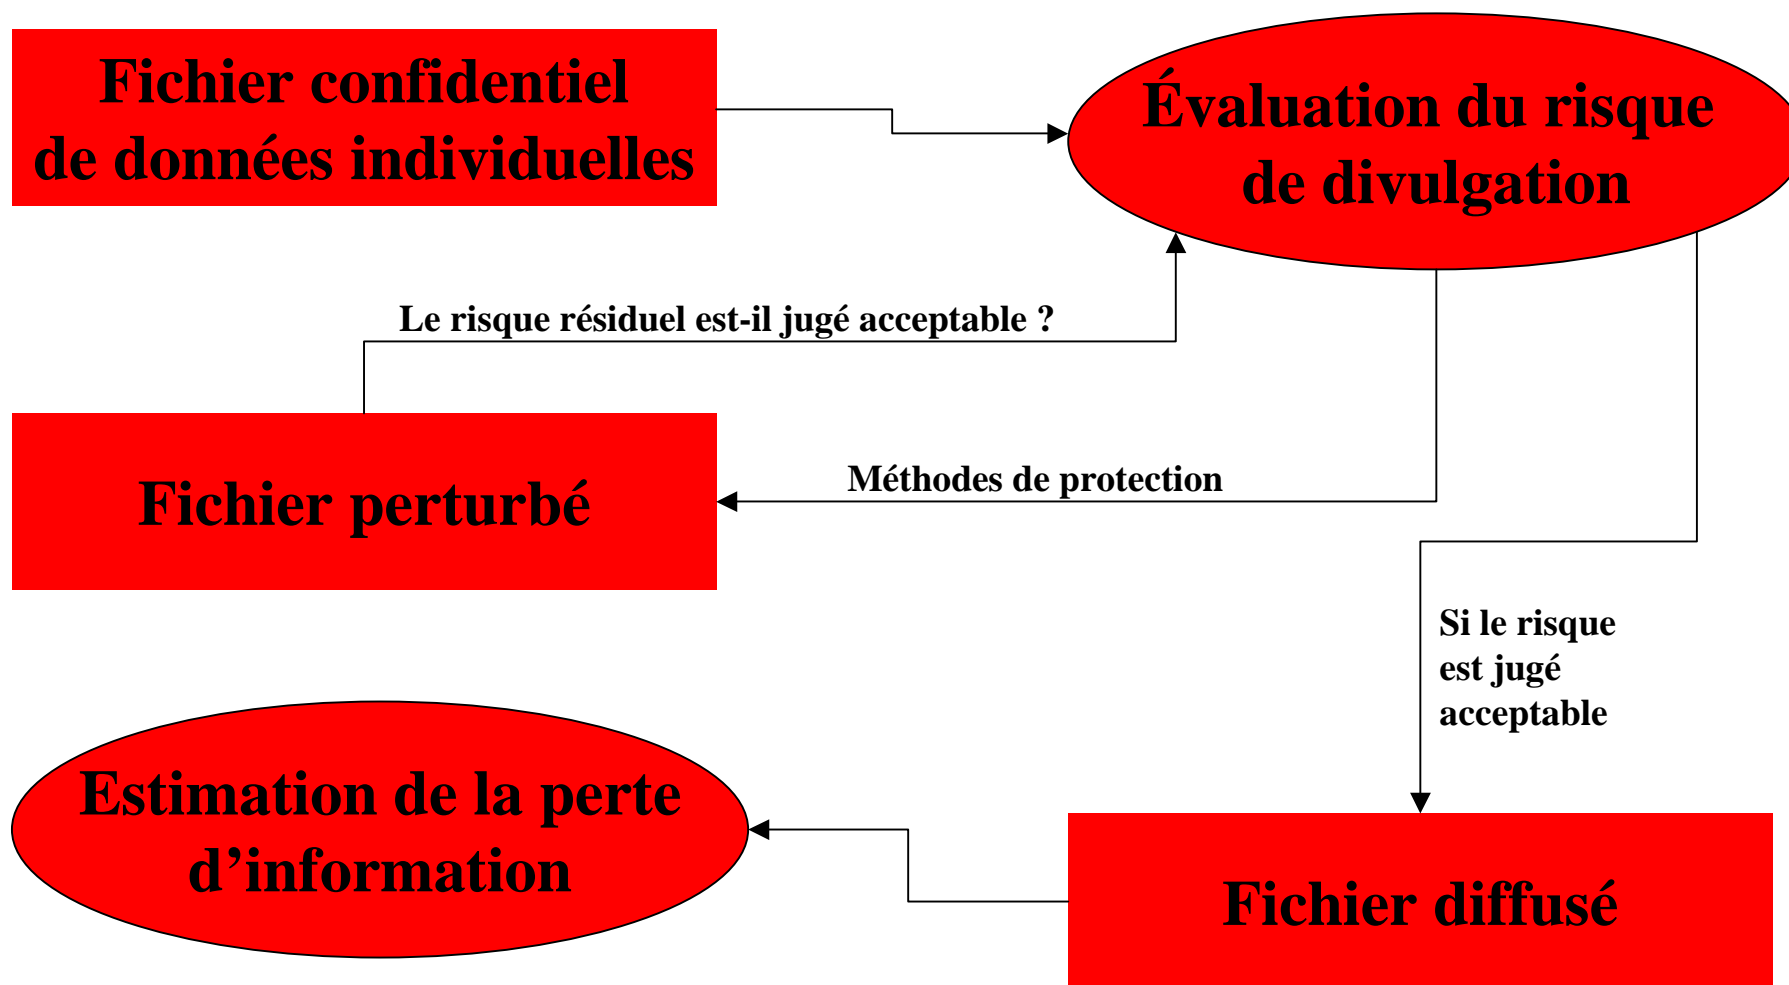 Fichier confidentiel
de données individuelles
Évaluation du risque
de divulgation
Le risque résiduel est-il jugé acceptable ?
Fichier perturbé
Méthodes de protection
Si le risque
est jugé
acceptable
Estimation de la perte
d’information
Fichier diffusé